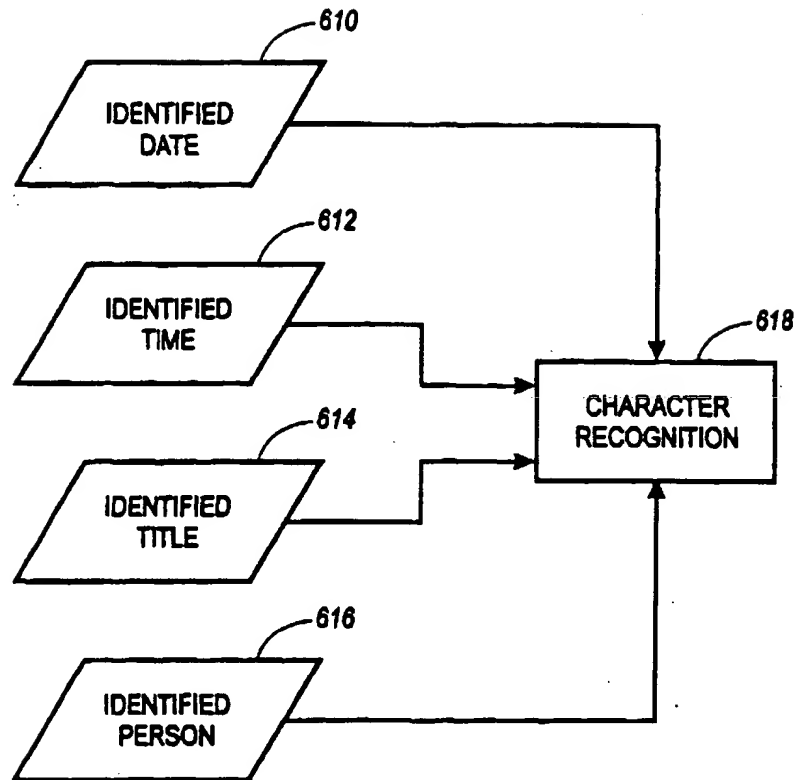 610
IDENTIFIED
DATE
612
IDENTIFIED
TIME
618
CHARACTER
RECOGNITION
614
IDENTIFIED
TITLE
616
IDENTIFIED
PERSON